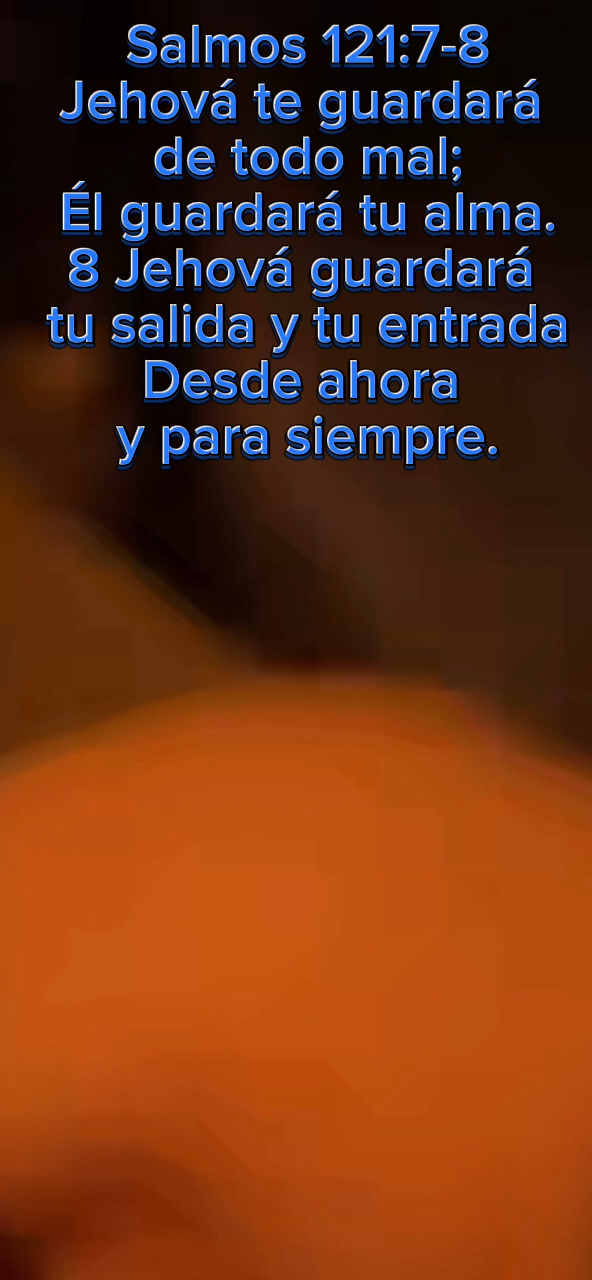 Salmos 121:7-8
Jehová te guardará
de todo mal;
Él guardará tu alma.
8 Jehová guardará
tu salida y tu entrada
Desde ahora
y para siempre.